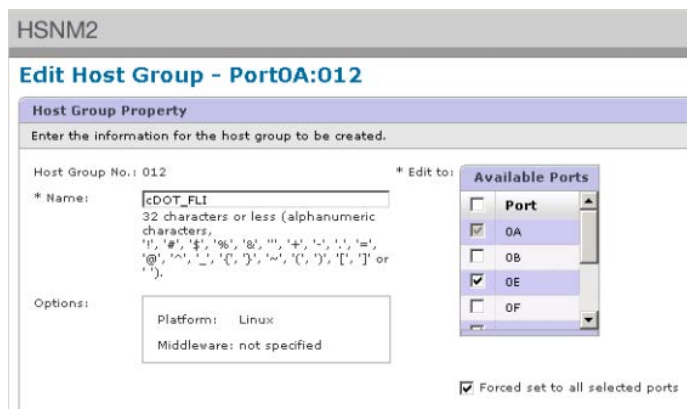 HSNM2
Edit Host Group - Port0A:012
Host Group Property
Enter the information for the host group to be created.
Host Group No.: 012
* Name: cDOT_FLI
32 characters or less (alphanumeric
characters,
'!', '#', '$', '%', '&', ''', '+', '-', '.', '=',
'@', '^', '_', '{', '}', '~', '(', ')', '[', ']' or
' ').
Options:
Platform: Linux
Middleware: not specified
* Edit to:
Available Ports
Port
0A
0B
0E
0F
Forced set to all selected ports